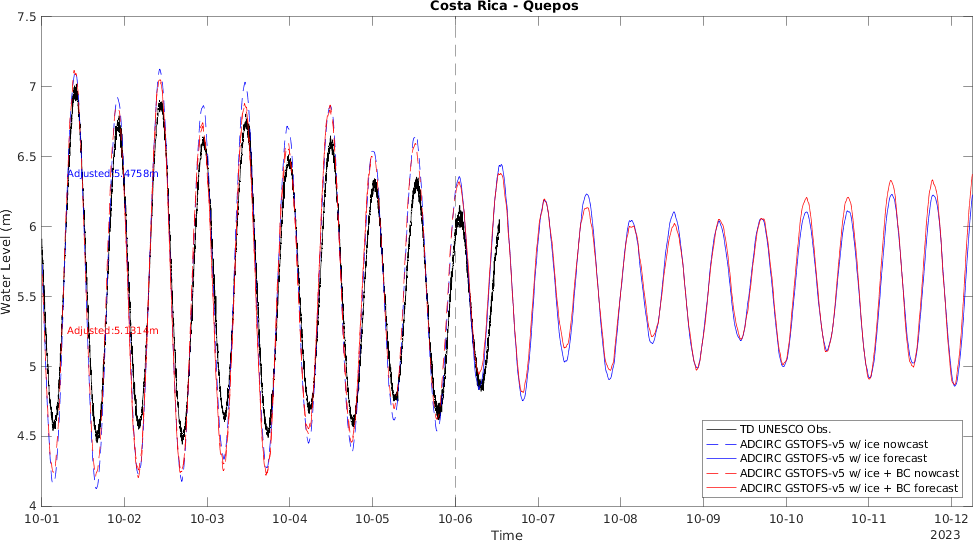 Costa Rica - Quepos
7.5
7
6.5
6
5.5
5
4.5
4
Water Level (m)
Adjusted:5.4758m
Adjusted:5.1314m
TD UNESCO Obs.
ADCIRC GSTOFS-v5 w/ ice nowcast
ADCIRC GSTOFS-v5 w/ ice forecast
ADCIRC GSTOFS-v5 w/ ice + BC nowcast
ADCIRC GSTOFS-v5 w/ ice + BC forecast
10-01 10-02 10-03 10-04 10-05 10-06 10-07 10-08 10-09 10-10 10-11 10-12
Time
2023